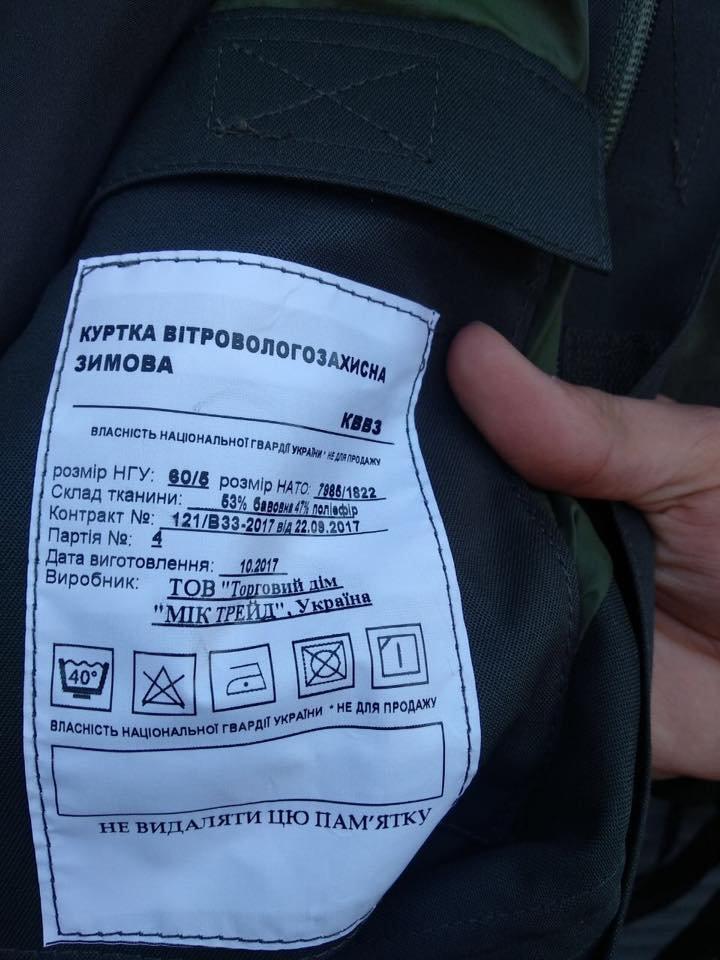 КУРТКА ВІТРОВОЛОГОЗАХИСНА
ЗИМОВА
КВВЗ
ВЛАСНІСТЬ НАЦІОНАЛЬНОЇ ГВАРДІЇ УКРАЇНИ * НЕ ДЛЯ ПРОДАЖУ
розмір НГУ: 60/5 розмір НАТО: 7985/1822
Склад тканини: 53% бавовна 47% поліефір
Контракт №: 121/ВЗЗ-2017 від 22.09.2017
Партія №: 4
Дата виготовлення: 10.2017
Виробник: ТОВ "Торговий дім
"МІК ТРЕЙД", Україна
40°
ВЛАСНІСТЬ НАЦІОНАЛЬНОЇ ГВАРДІЇ УКРАЇНИ * НЕ ДЛЯ ПРОДАЖУ
НЕ ВИДАЛЯТИ ЦЮ ПАМ'ЯТКУ